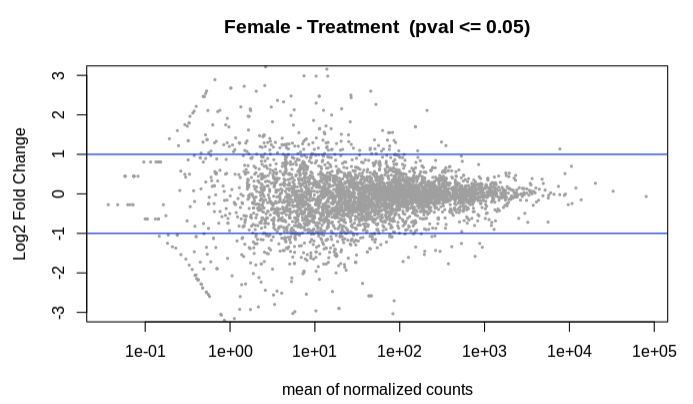 Female - Treatment  (pval <= 0.05)
Log2 Fold Change
3
2
1
0
-1
-2
-3
1e-01 1e+00 1e+01 1e+02 1e+03 1e+04 1e+05
mean of normalized counts